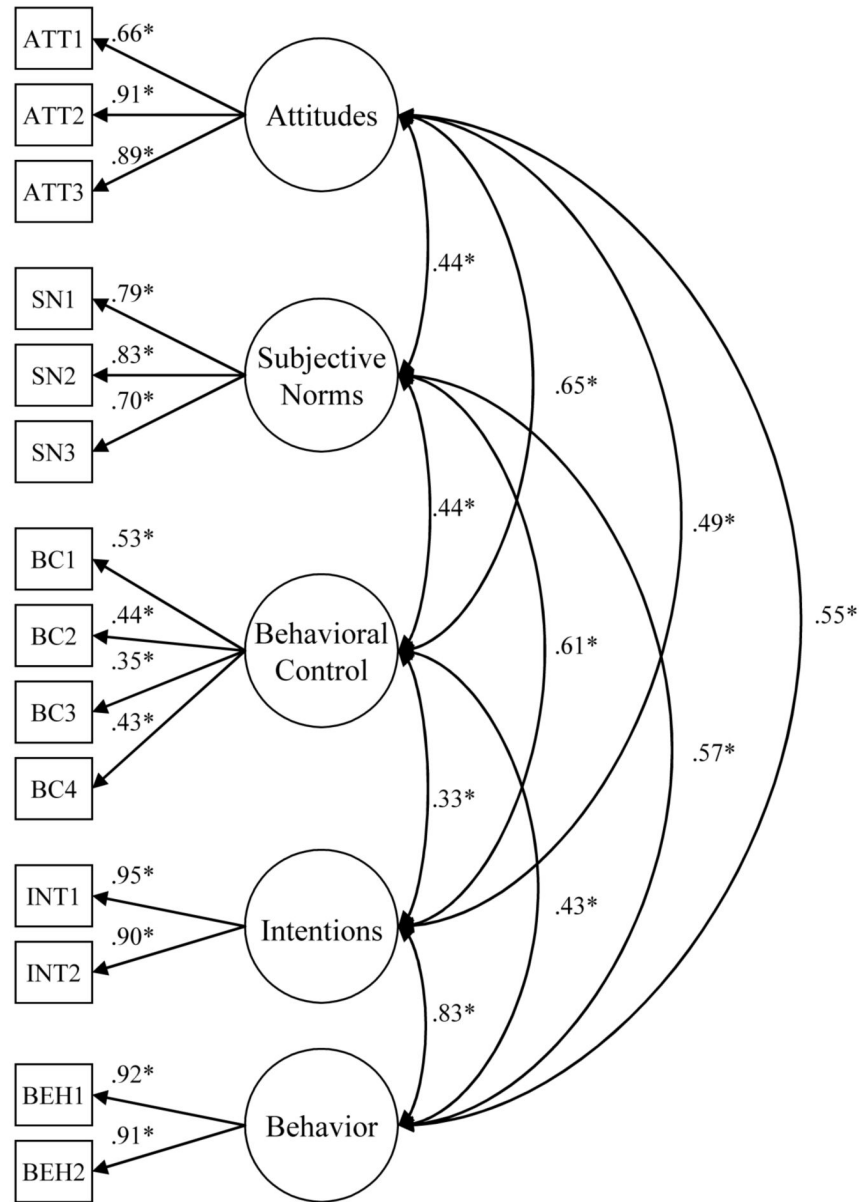 ATT1
.66*
ATT2
.91*
ATT3
.89*
Attitudes
SN1
.79*
SN2
.83*
SN3
.70*
Subjective
Norms
BC1
.53*
BC2
.44*
BC3
.35*
BC4
.43*
Behavioral
Control
INT1
.95*
INT2
.90*
Intentions
BEH1
.92*
BEH2
.91*
Behavior
.44*
.65*
.44*
.49*
.55*
.61*
.57*
.33*
.43*
.83*